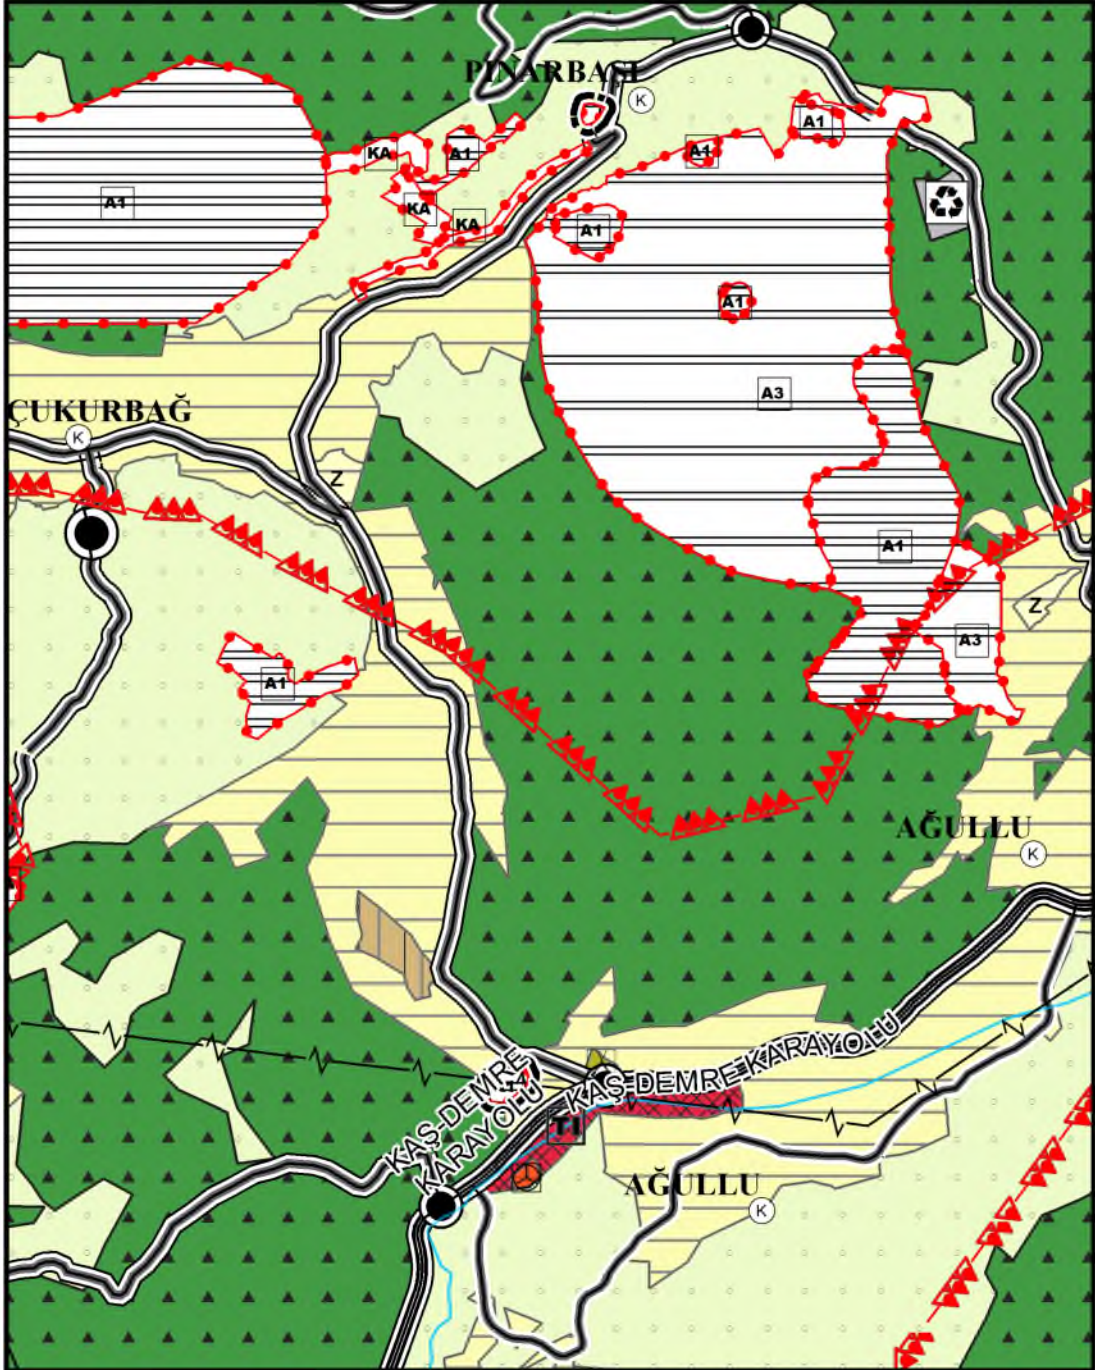 PINARBAŞI
K
A1
A1
KA
A1
A1
KA
KA
A1
A1
A3
ÇUKURBAĞ
K
Z
A1
Z
A3
A1
AĞULLU
K
KAŞ-DEMRE KARAYOLU
KAŞ-DEMRE
KARAYOLU
T1
AĞULLU
K